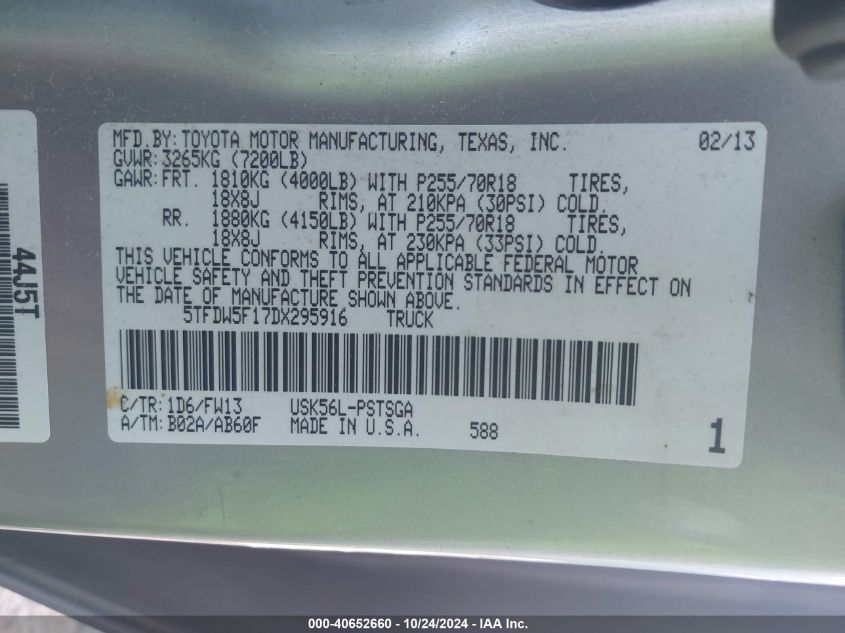 MFD.BY:TOYOTA MOTOR MANUFACTURING, TEXAS, INC. 02/13
GVWR:3265KG (7200LB)
GAWR:FRT. 1810KG (4000LB) WITH P255/70R18 TIRES,
18X8J RIMS, AT 210KPA (30PSI) COLD.
RR. 1880KG (4150LB) WITH P255/70R18 TIRES,
18X8J RIMS, AT 230KPA (33PSI) COLD.
THIS VEHICLE CONFORMS TO ALL APPLICABLE FEDERAL MOTOR
VEHICLE SAFETY AND THEFT PREVENTION STANDARDS IN EFFECT ON
THE DATE OF MANUFACTURE SHOWN ABOVE.
5TFDW5F17DX295916 TRUCK
C/TR:1D6/FW13 USK56L-PSTSGA
A/TM:B02A/AB60F MADE IN U.S.A. 588 1
44J5T
000-40652660 - 10/24/2024 - IAA Inc.